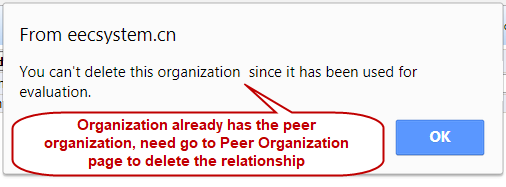 From eecsystem.cn
You can't delete this organization  since it has been used for
evaluation.
Organization already has the peer
organization, need go to Peer Organization
page to delete the relationship
OK